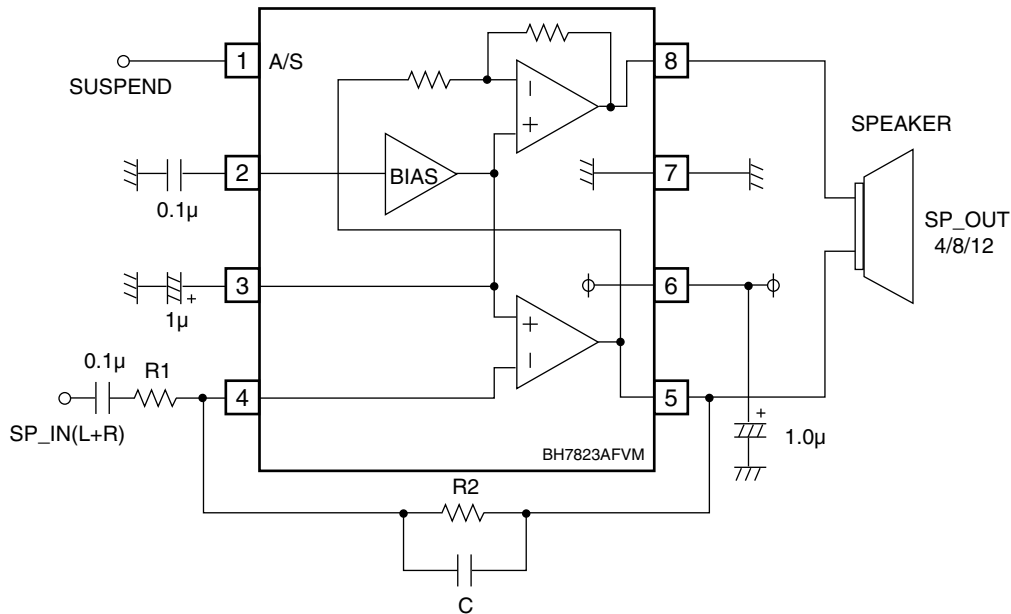 1
A/S
8
SUSPEND
SPEAKER
2
BIAS
7
0.1µ
SP_OUT
4/8/12
3
6
+
1µ
0.1µ
R1
4
5
+
SP_IN(L+R)
1.0µ
BH7823AFVM
R2
C
−
+
+
−